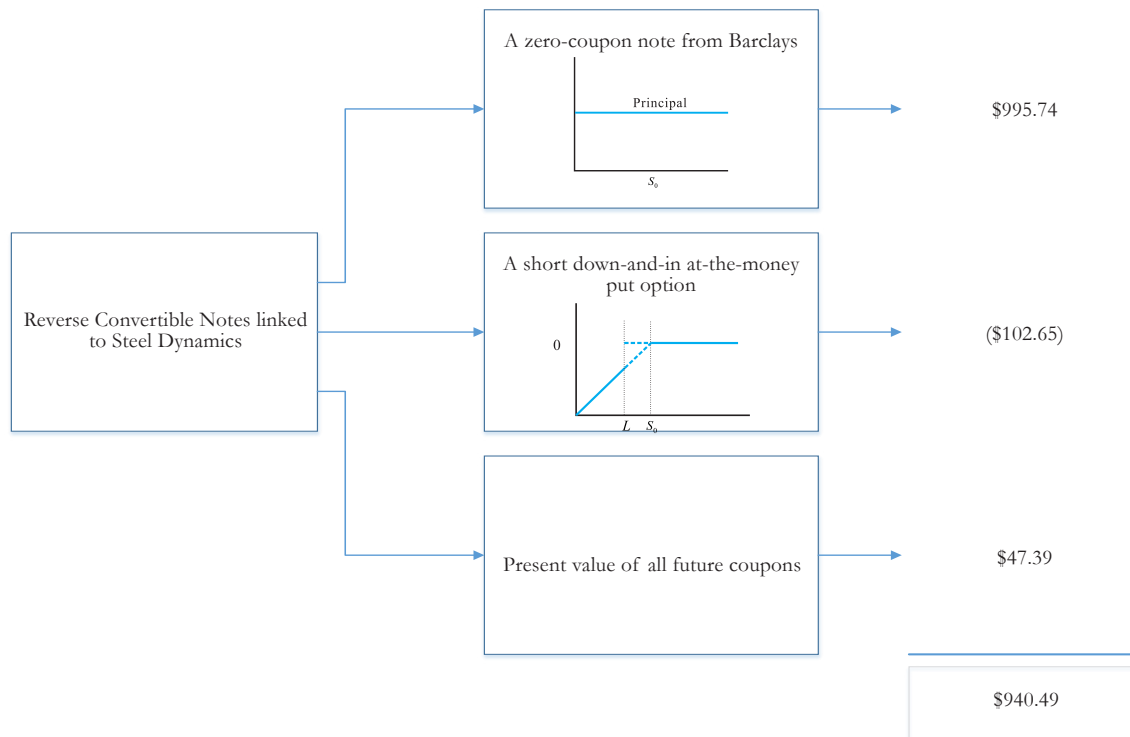 A zero-coupon note from Barclays
Principal
S₀
$995.74
Reverse Convertible Notes linked
to Steel Dynamics
A short down-and-in at-the-money
put option
0
L S₀
($102.65)
Present value of all future coupons
$47.39
$940.49